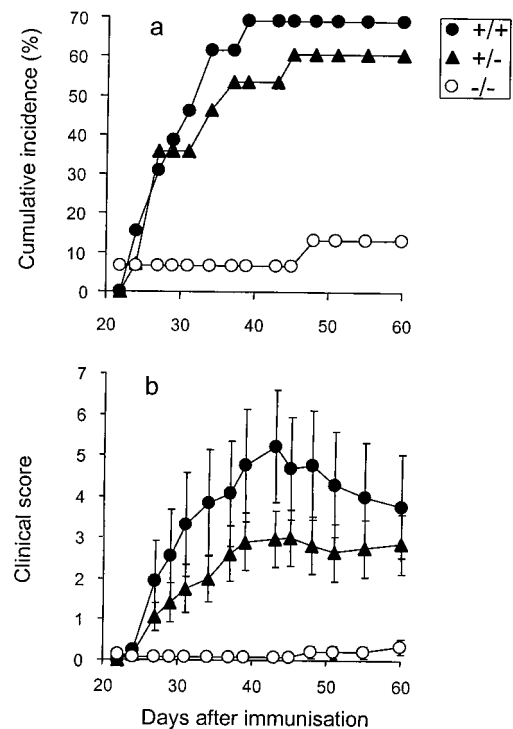 a
70
60
50
40
30
20
10
0
Cumulative incidence (%)
20 30 40 50 60
+/+
+/-
-/-
b
7
6
5
4
3
2
1
0
Clinical score
20 30 40 50 60
Days after immunisation